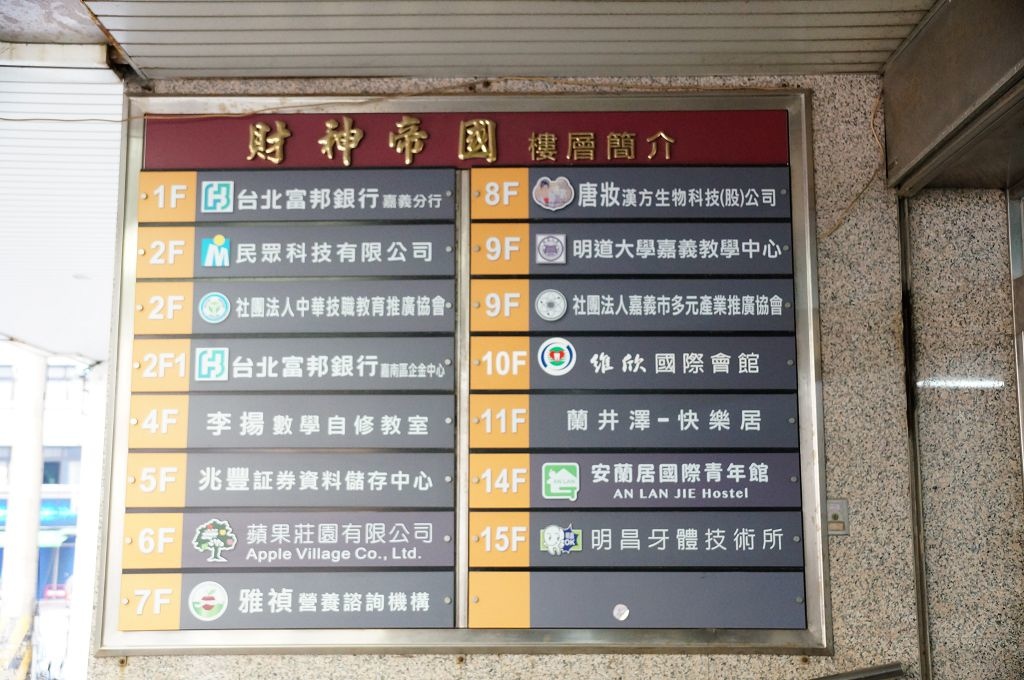 財神帝國 樓層簡介
1F 台北富邦銀行 嘉義分行
2F 民眾科技有限公司
2F 社團法人中華技職教育推廣協會
2F1 台北富邦銀行 嘉南區企金中心
4F 李揚數學自修教室
5F 兆豐証券資料儲存中心
6F 蘋果莊園有限公司
Apple Village Co., Ltd.
7F 雅禎營養諮詢機構
8F 唐妝漢方生物科技(股)公司
9F 明道大學嘉義教學中心
9F 社團法人嘉義市多元產業推廣協會
10F 維欣國際會館
11F 蘭井澤-快樂居
14F AN LAN 安蘭居國際青年館
AN LAN JIE Hostel
15F OK 明昌牙體技術所